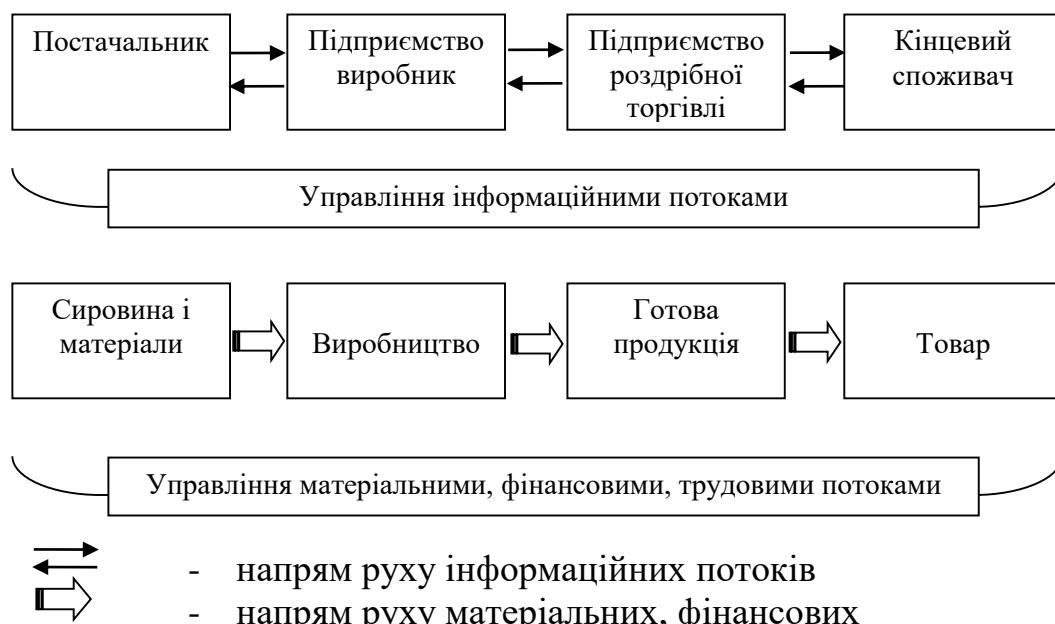 Постачальник
Підприємство
виробник
Підприємство
роздрібної
торгівлі
Кінцевий
споживач
Управління інформаційними потоками
Сировина і
матеріали
Виробництво
Готова
продукція
Товар
Управління матеріальними, фінансовими, трудовими потоками
- напрям руху інформаційних потоків
- напрям руху матеріальних, фінансових